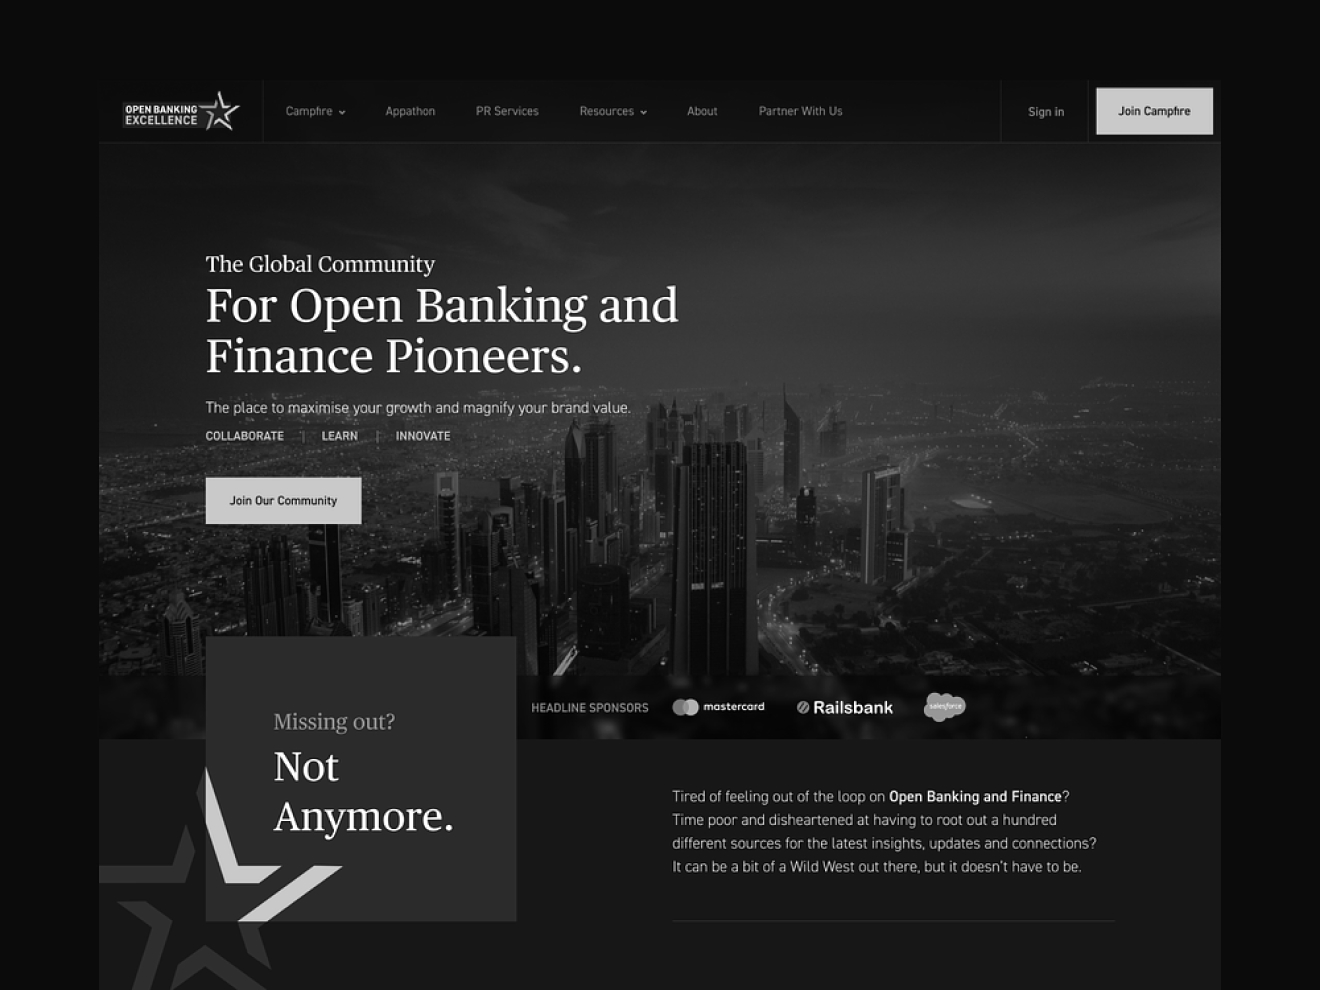 OPEN BANKING
EXCELLENCE
Campfire
Appathon
PR Services
Resources
About
Partner With Us
Sign in
Join Campfire
The Global Community
For Open Banking and
Finance Pioneers.
The place to maximise your growth and magnify your brand value.
COLLABORATE | LEARN | INNOVATE
Join Our Community
HEADLINE SPONSORS
mastercard
Railsbank
salesforce
Missing out?
Not
Anymore.
Tired of feeling out of the loop on Open Banking and Finance?
Time poor and disheartened at having to root out a hundred
different sources for the latest insights, updates and connections?
It can be a bit of a Wild West out there, but it doesn't have to be.